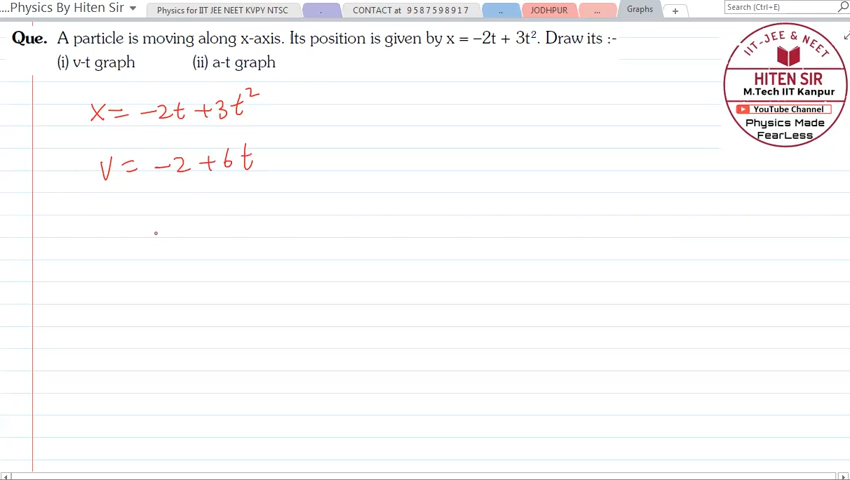 ...Physics By Hiten Sir
Physics for IIT JEE NEET KVPY NTSC
.
CONTACT at 9587598917
..
JODHPUR
...
Graphs
Search (Ctrl+E)
Que. A particle is moving along x-axis. Its position is given by x = –2t + 3t². Draw its :-
(i) v-t graph (ii) a-t graph
x = -2t + 3t²
v = -2 + 6t
IIT-JEE & NEET
HITEN SIR
M.Tech IIT Kanpur
YouTube Channel
Physics Made
FearLess